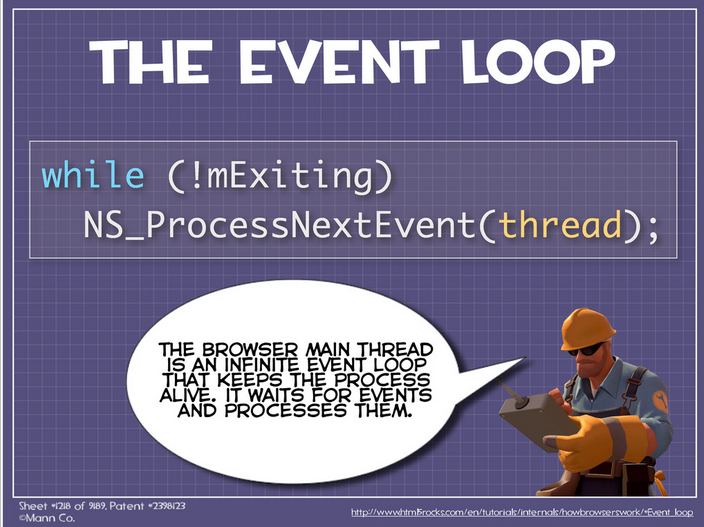 THE EVENT LOOP
while (!mExiting)
NS_ProcessNextEvent(thread);
THE BROWSER MAIN THREAD
IS AN INFINITE EVENT LOOP
THAT KEEPS THE PROCESS
ALIVE. IT WAITS FOR EVENTS
AND PROCESSES THEM.
Sheet #1218 of 9189, Patent #2398123
©Mann Co.
http://www.html5rocks.com/en/tutorials/internals/howbrowserswork/#Event_loop